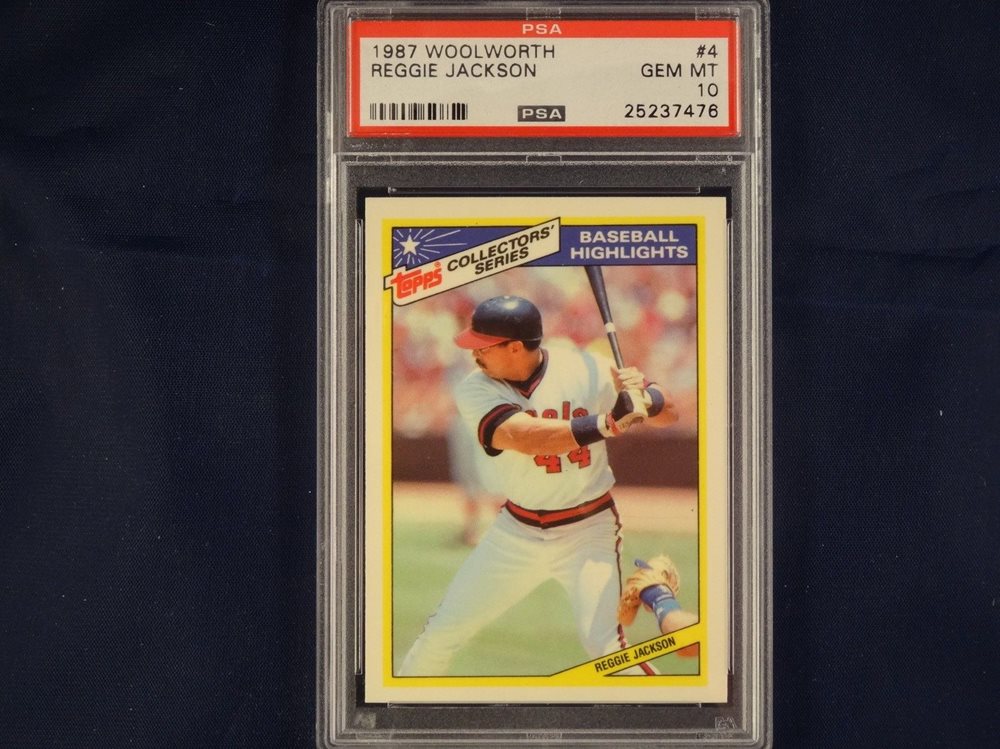 PSA
1987 WOOLWORTH #4
REGGIE JACKSON GEM MT
10
PSA 25237476
Topps COLLECTORS' SERIES
BASEBALL HIGHLIGHTS
44
REGGIE JACKSON